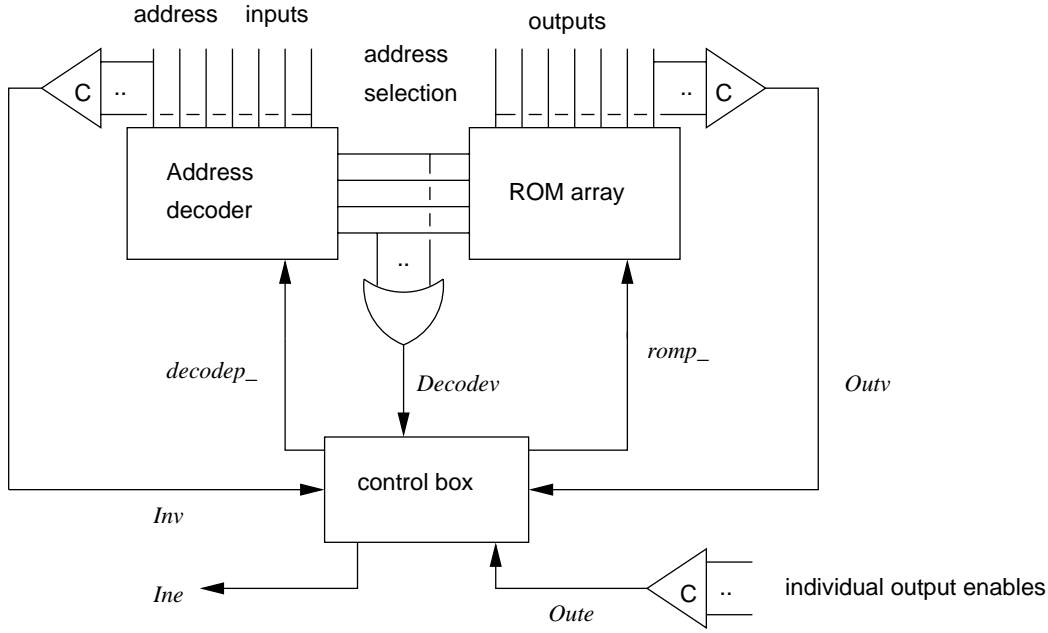 address inputs
outputs
address
selection
C
..
..
C
Address
decoder
ROM array
..
decodep_
Decodev
romp_
Outv
control box
Inv
Ine
Oute
C
..
individual output enables